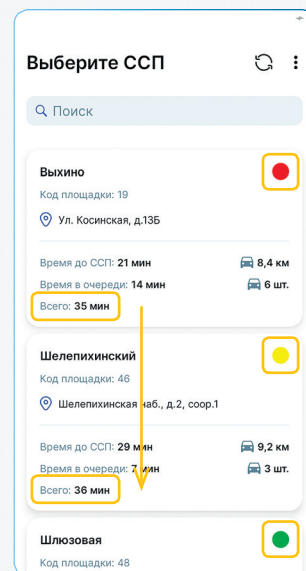 Выберите ССП
Поиск
Выхино
Код площадки: 19
Ул. Косинская, д.13Б
Время до ССП: 21 мин 8,4 км
Время в очереди: 14 мин 6 шт.
Всего: 35 мин
Шелепихинский
Код площадки: 46
Шелепихинская наб., д.2, соор.1
Время до ССП: 29 мин 9,2 км
Время в очереди: 7 мин 3 шт.
Всего: 36 мин
Шлюзовая
Код площадки: 48